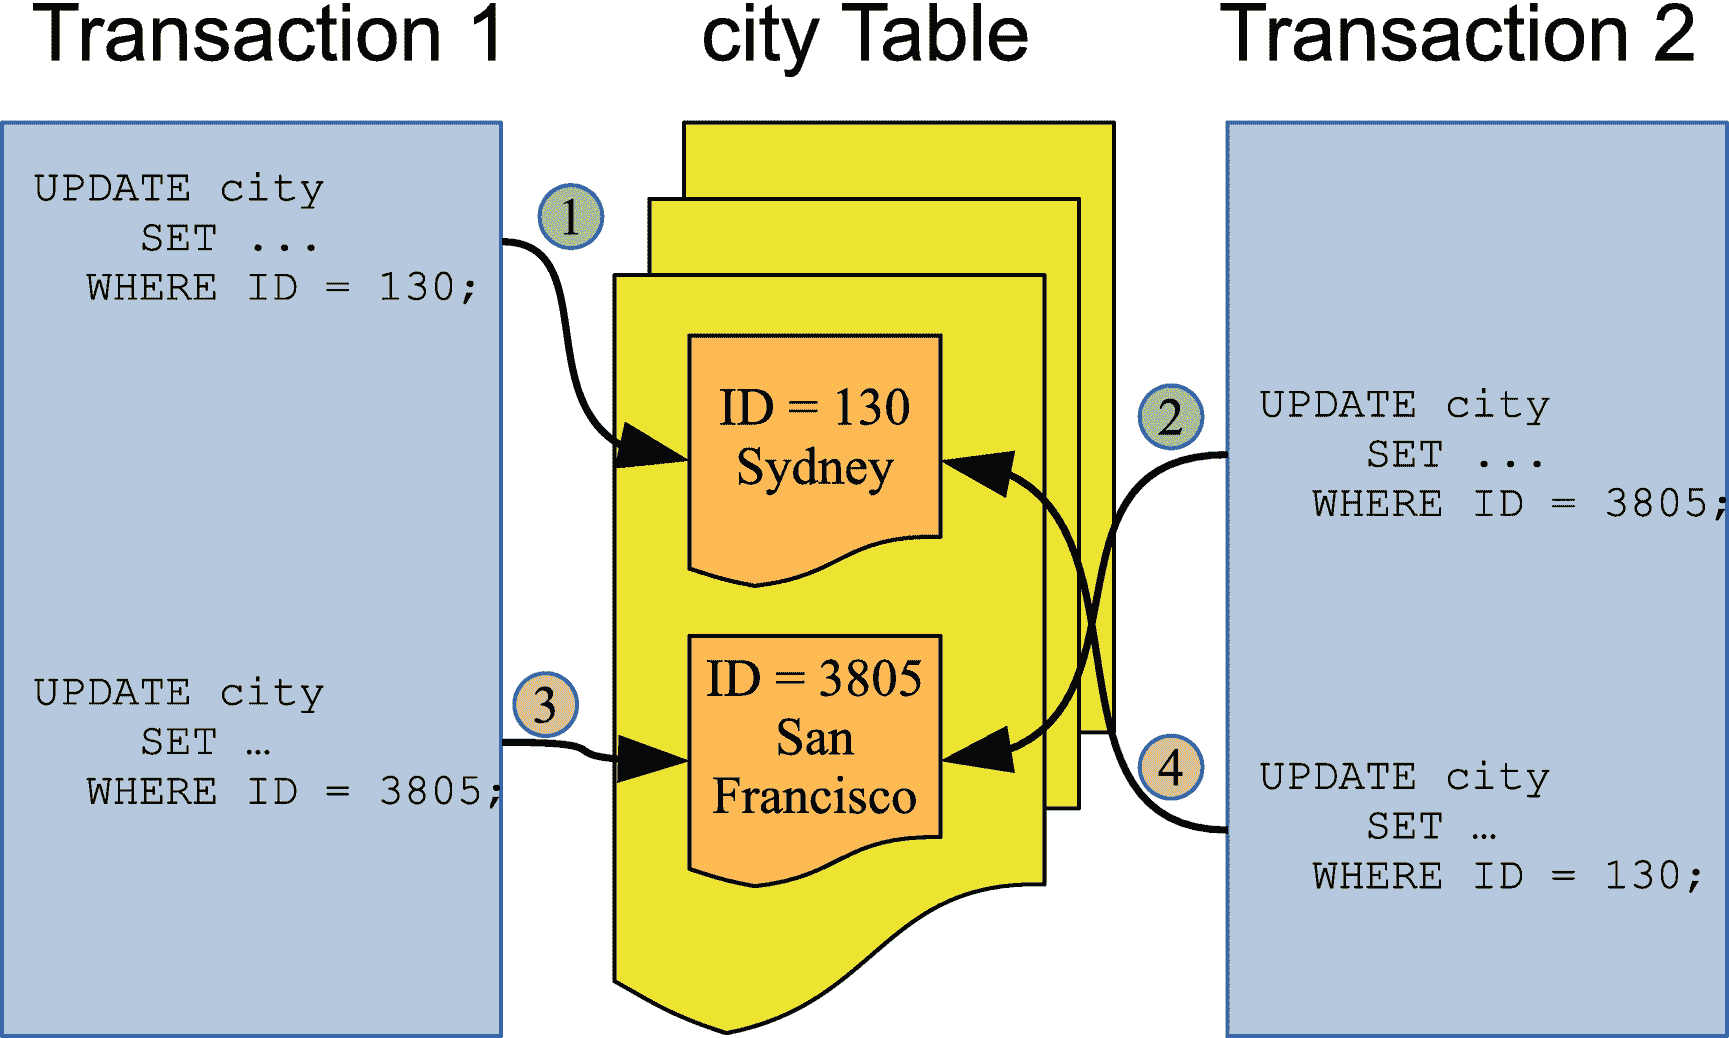 Transaction 1
city Table
Transaction 2
UPDATE city
SET ...
WHERE ID = 130;
1
ID = 130
Sydney
2
UPDATE city
SET ...
WHERE ID = 3805;
UPDATE city
SET …
WHERE ID = 3805;
3
ID = 3805
San
Francisco
4
UPDATE city
SET …
WHERE ID = 130;